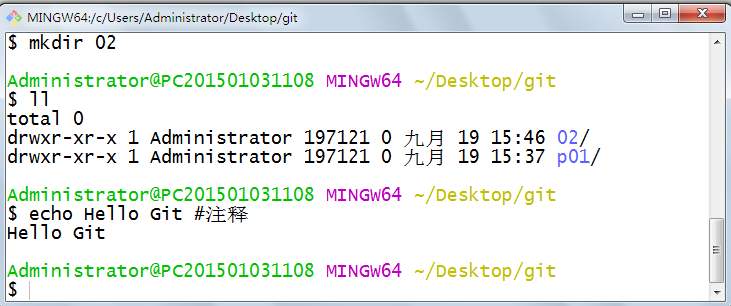 MINGW64:/c/Users/Administrator/Desktop/git
$ mkdir 02
Administrator@PC201501031108 MINGW64 ~/Desktop/git
$ ll
total 0
drwxr-xr-x 1 Administrator 197121 0 九月 19 15:46 02/
drwxr-xr-x 1 Administrator 197121 0 九月 19 15:37 p01/
Administrator@PC201501031108 MINGW64 ~/Desktop/git
$ echo Hello Git #注释
Hello Git
Administrator@PC201501031108 MINGW64 ~/Desktop/git
$